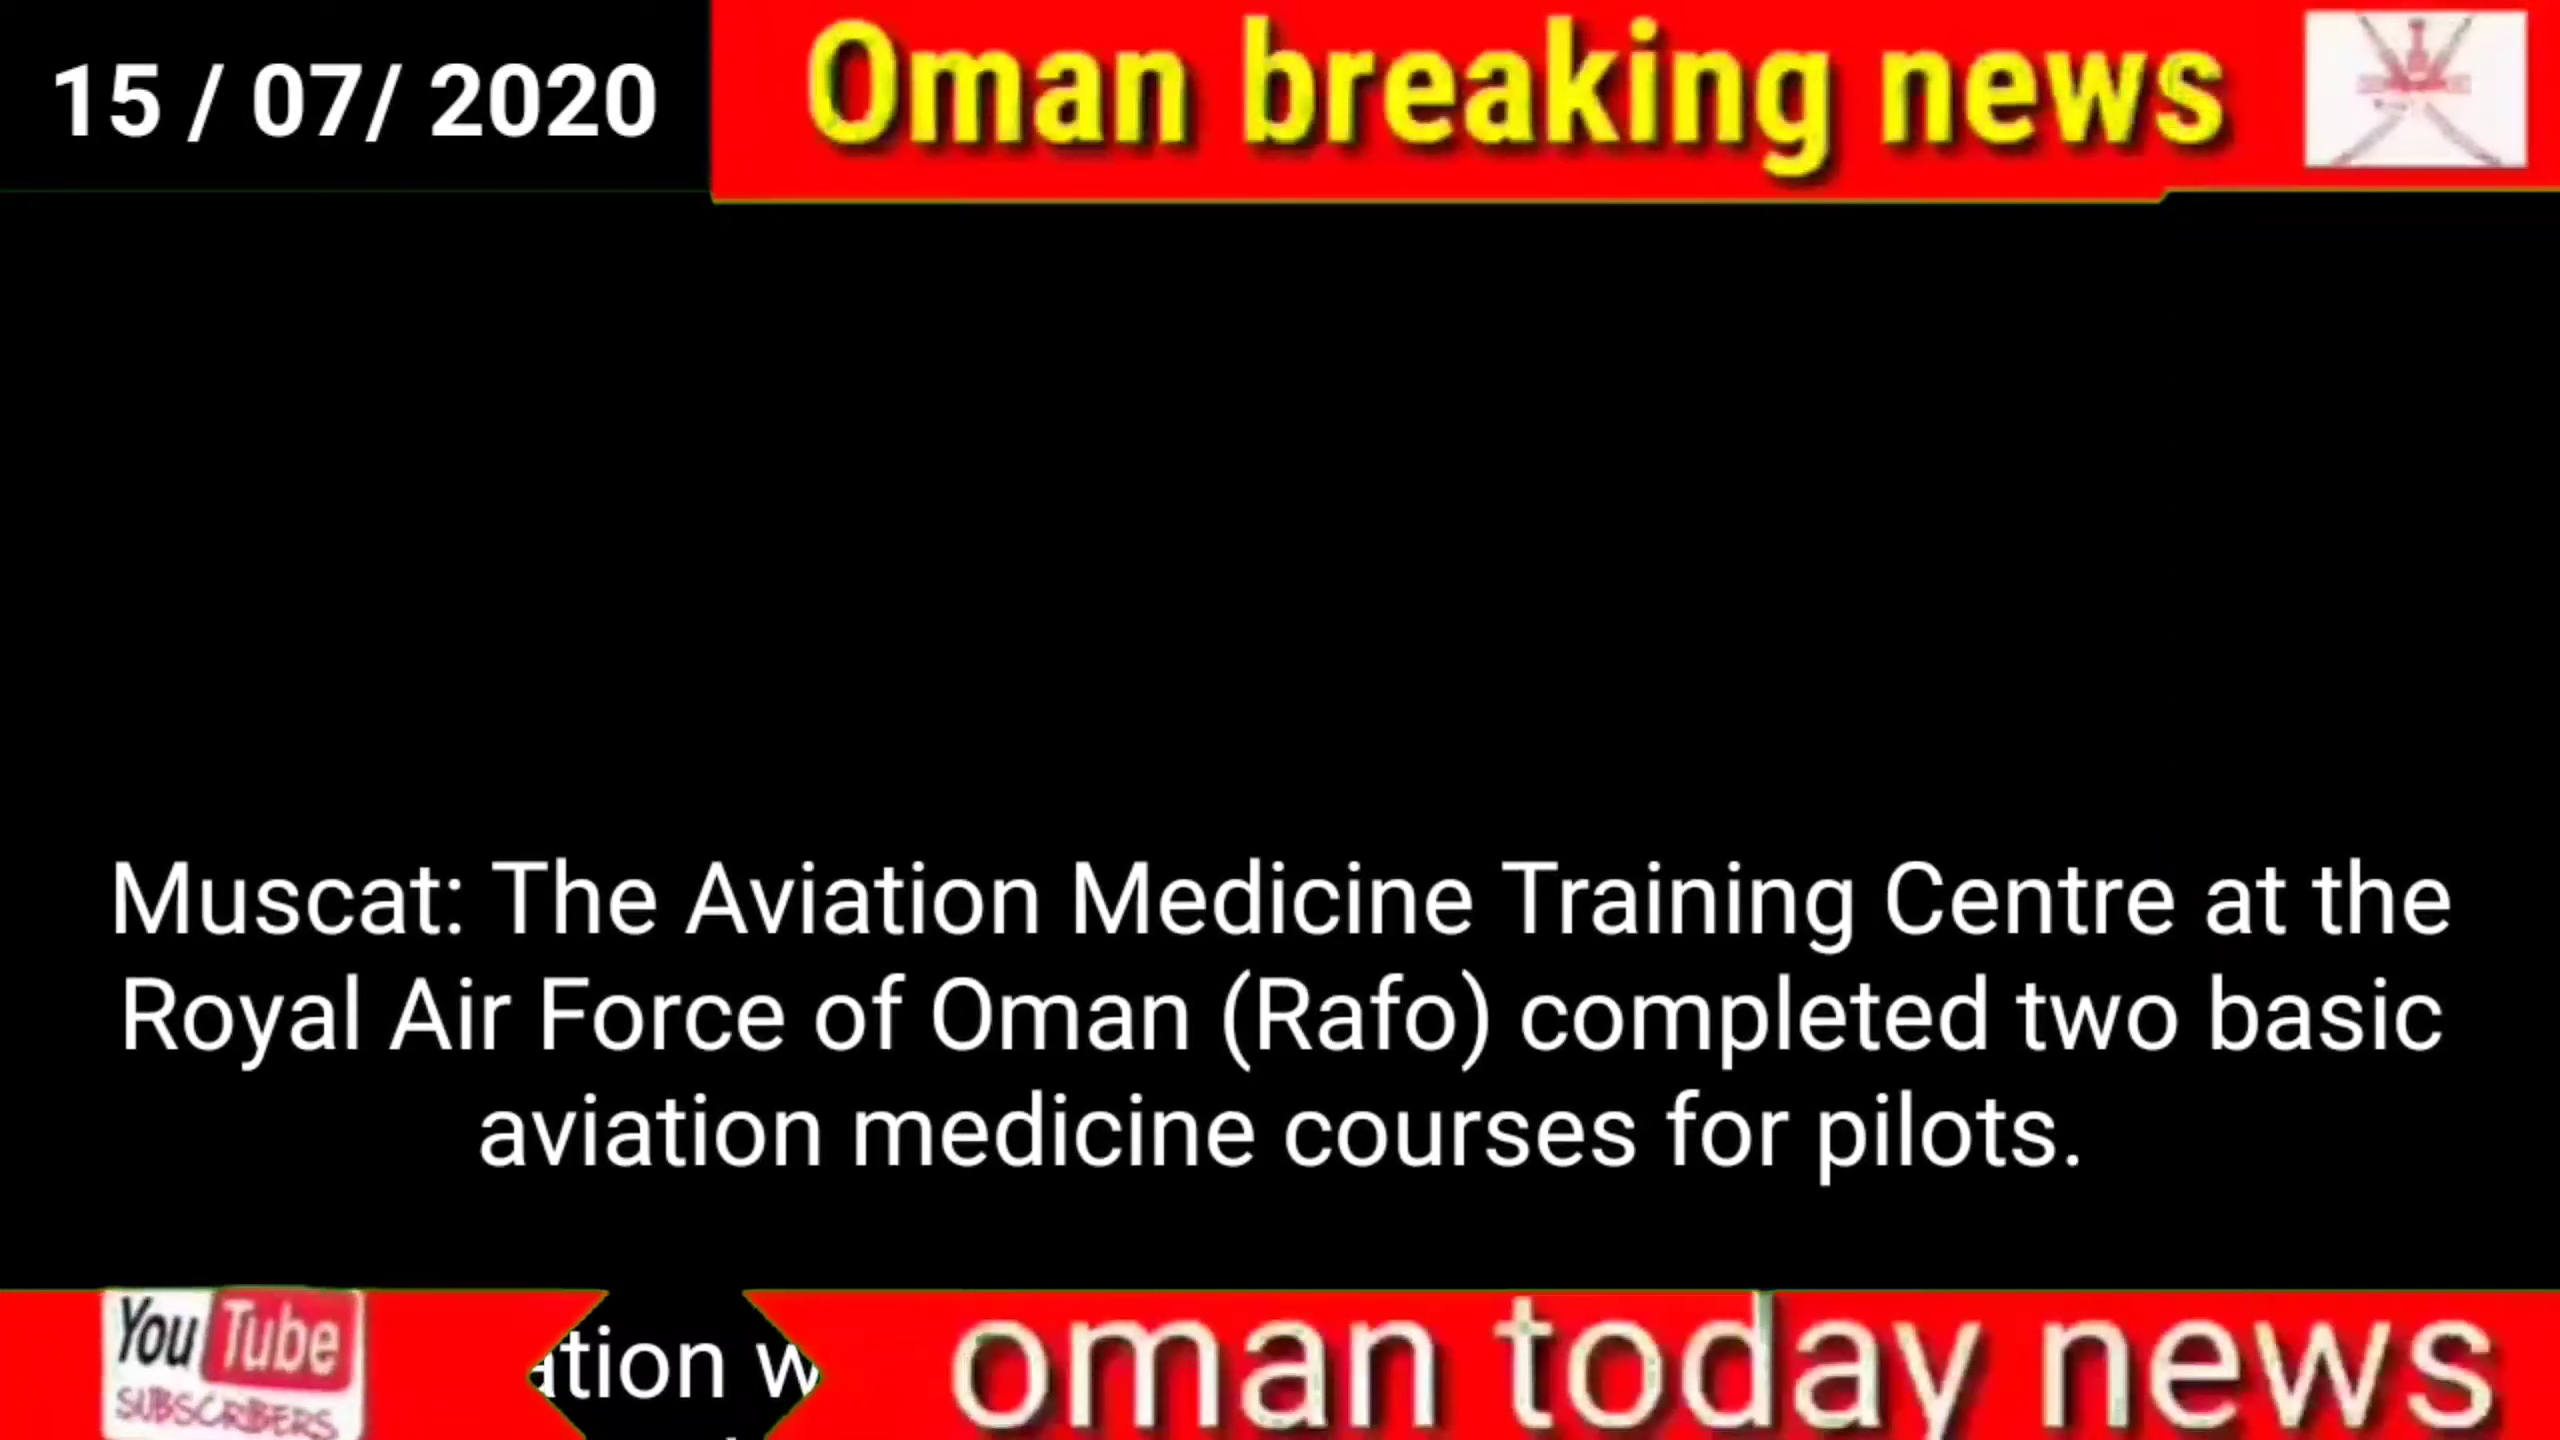 15 / 07/ 2020
Oman breaking news
Muscat: The Aviation Medicine Training Centre at the
Royal Air Force of Oman (Rafo) completed two basic
aviation medicine courses for pilots.
You Tube
SUBSCRIBERS
oman today news